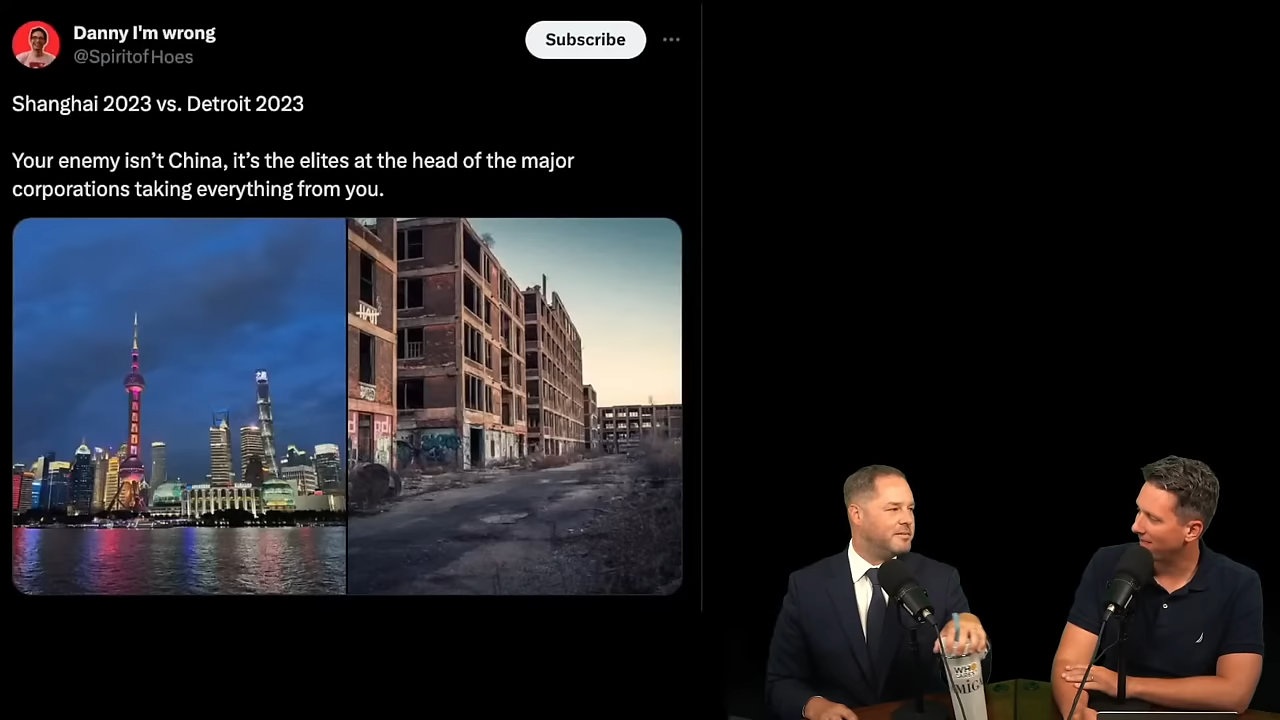 Danny I'm wrong
@SpiritofHoes
Subscribe
Shanghai 2023 vs. Detroit 2023
Your enemy isn’t China, it’s the elites at the head of the major
corporations taking everything from you.